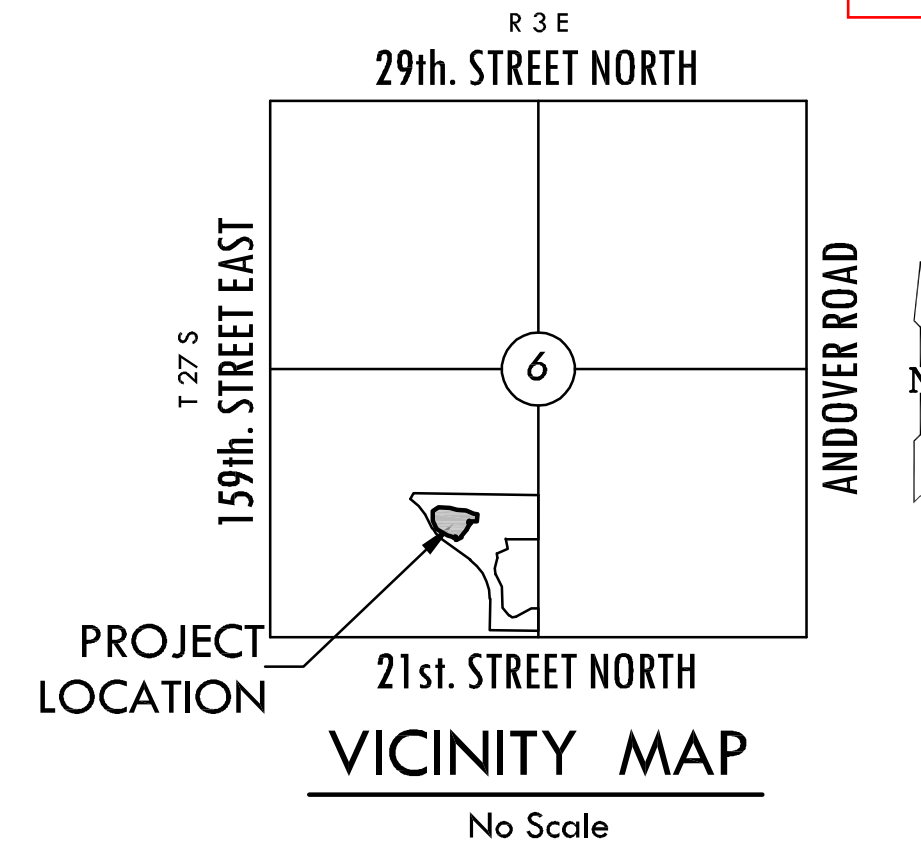 R 3 E
29th. STREET NORTH
159th. STREET EAST
T 27 S
6
ANDOVER ROAD
N
PROJECT
LOCATION
21st. STREET NORTH
VICINITY MAP
No Scale